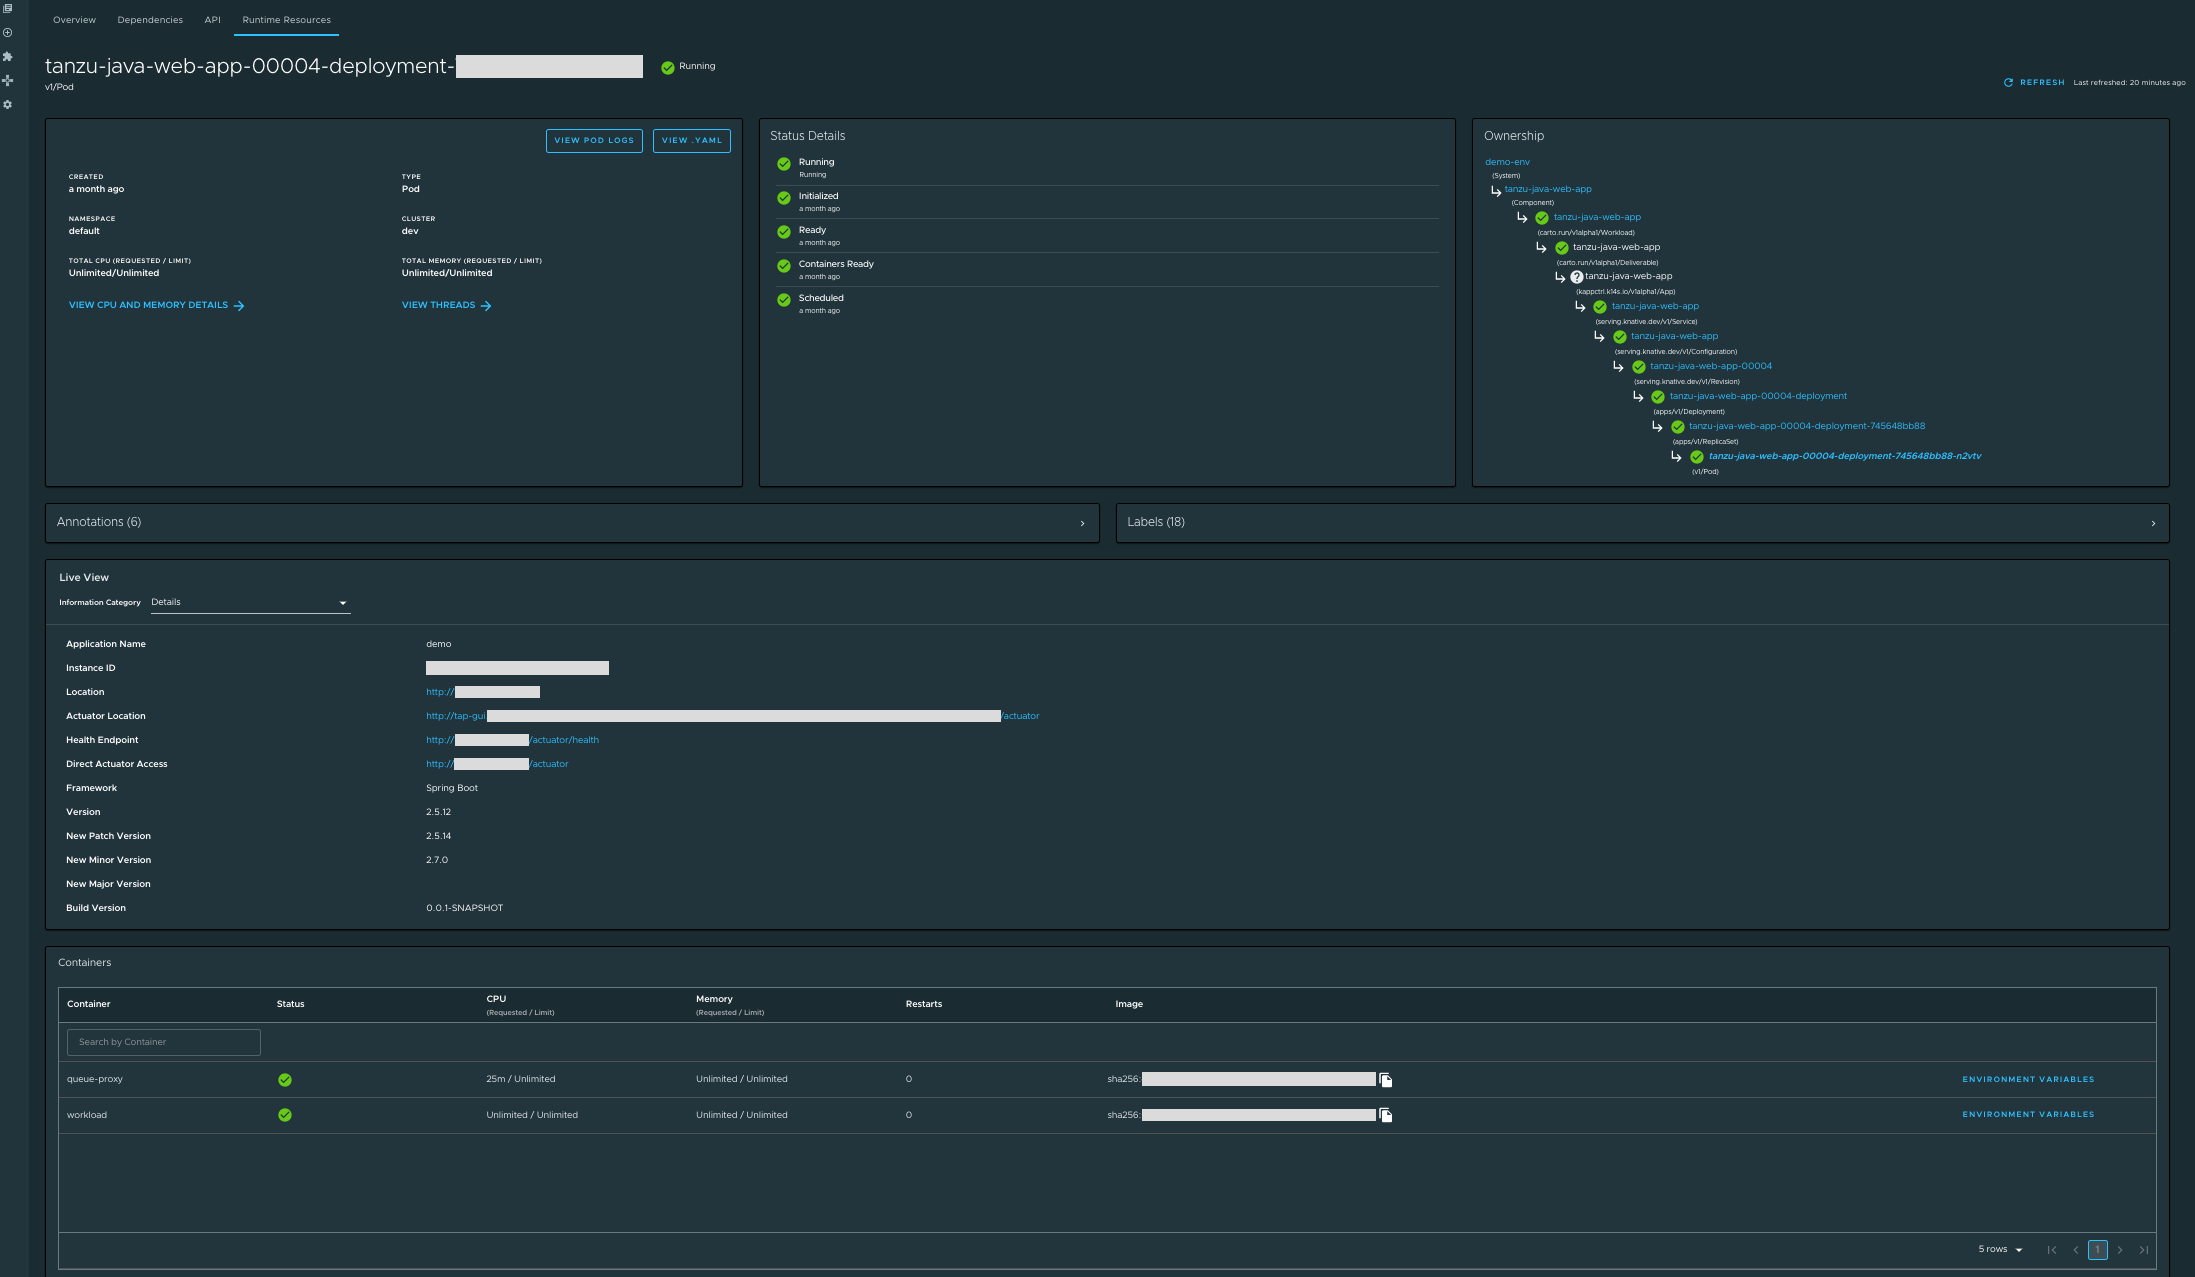 Overview Dependencies API Runtime Resources
tanzu-java-web-app-00004-deployment-
Running
v1/Pod
REFRESH Last refreshed: 20 minutes ago
VIEW POD LOGS VIEW .YAML
CREATED
a month ago
TYPE
Pod
NAMESPACE
default
CLUSTER
dev
TOTAL CPU (REQUESTED / LIMIT)
Unlimited/Unlimited
TOTAL MEMORY (REQUESTED / LIMIT)
Unlimited/Unlimited
VIEW CPU AND MEMORY DETAILS
VIEW THREADS
Status Details
Running
Running
Initialized
a month ago
Ready
a month ago
Containers Ready
a month ago
Scheduled
a month ago
Ownership
demo-env
(System)
tanzu-java-web-app
(Component)
tanzu-java-web-app
(carto.run/v1alpha1/Workload)
tanzu-java-web-app
(carto.run/v1alpha1/Deliverable)
tanzu-java-web-app
(kappctrl.k14s.io/v1alpha1/App)
tanzu-java-web-app
(serving.knative.dev/v1/Service)
tanzu-java-web-app
(serving.knative.dev/v1/Configuration)
tanzu-java-web-app-00004
(serving.knative.dev/v1/Revision)
tanzu-java-web-app-00004-deployment
(apps/v1/Deployment)
tanzu-java-web-app-00004-deployment-745648bb88
(apps/v1/ReplicaSet)
tanzu-java-web-app-00004-deployment-745648bb88-n2vtv
(v1/Pod)
Annotations (6)
Labels (18)
Live View
Information Category Details
Application Name demo
Instance ID
Location http://
Actuator Location http://tap-gui. /actuator
Health Endpoint http:// /actuator/health
Direct Actuator Access http:// /actuator
Framework Spring Boot
Version 2.5.12
New Patch Version 2.5.14
New Minor Version 2.7.0
New Major Version
Build Version 0.0.1-SNAPSHOT
Containers
Container Status CPU Memory Restarts Image
(Requested / Limit) (Requested / Limit)
Search by Container
queue-proxy 25m / Unlimited Unlimited / Unlimited 0 sha256: ENVIRONMENT VARIABLES
workload Unlimited / Unlimited Unlimited / Unlimited 0 sha256: ENVIRONMENT VARIABLES
5 rows 1